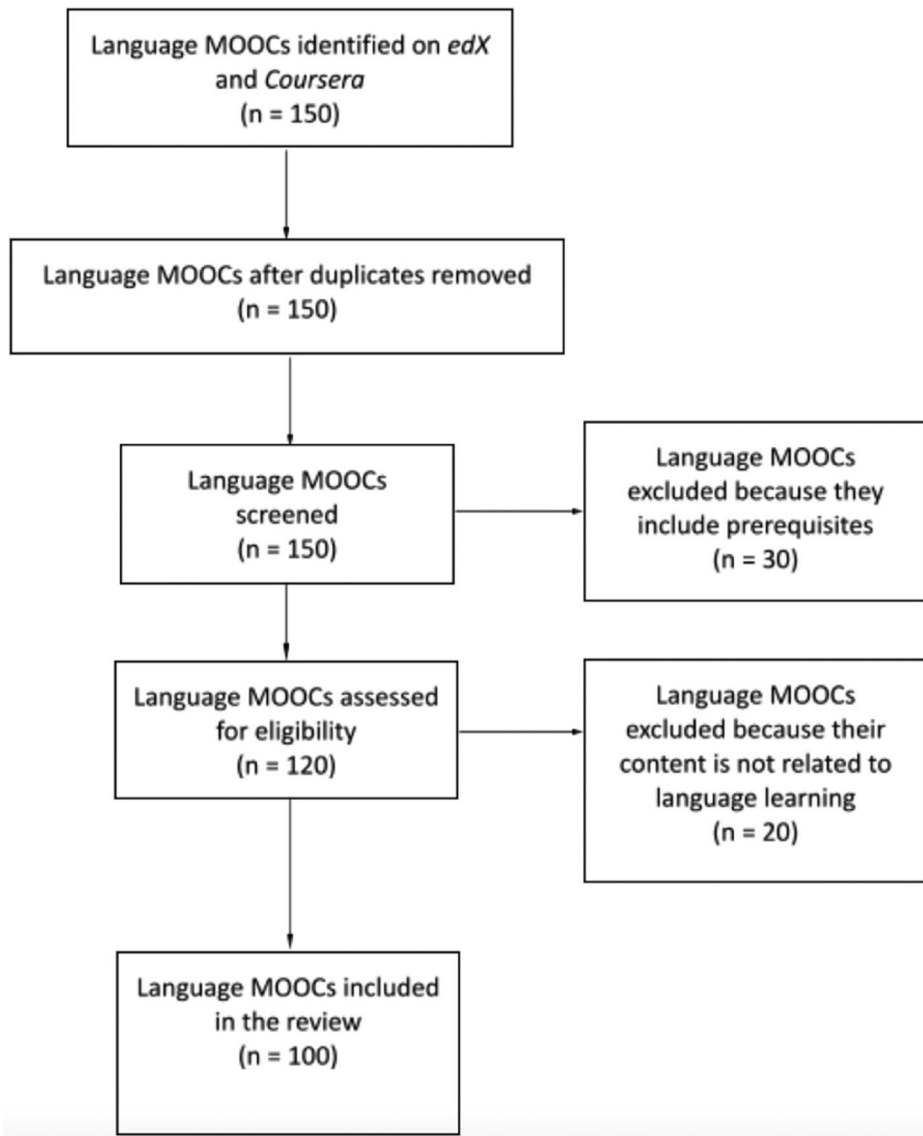 Language MOOCs identified on edX
and Coursera
(n = 150)
Language MOOCs after duplicates removed
(n = 150)
Language MOOCs
screened
(n = 150)
Language MOOCs
excluded because they
include prerequisites
(n = 30)
Language MOOCs assessed
for eligibility
(n = 120)
Language MOOCs
excluded because their
content is not related to
language learning
(n = 20)
Language MOOCs included
in the review
(n = 100)